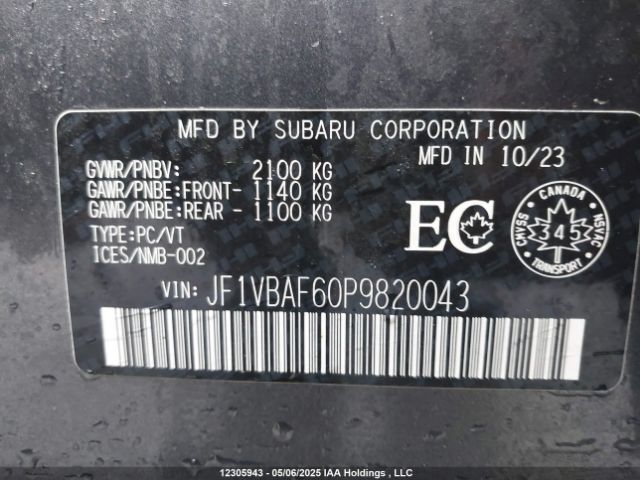 MFD BY SUBARU CORPORATION
GVWR/PNBV: 2100 KG
MFD IN 10/23
GAWR/PNBE:FRONT- 1140 KG
GAWR/PNBE:REAR - 1100 KG
TYPE:PC/VT
ICES/NMB-002
EC
CANADA
CMVSS 345 NSVAC
TRANSPORT
VIN: JF1VBAF60P9820043
12305943 - 05/06/2025 IAA Holdings , LLC